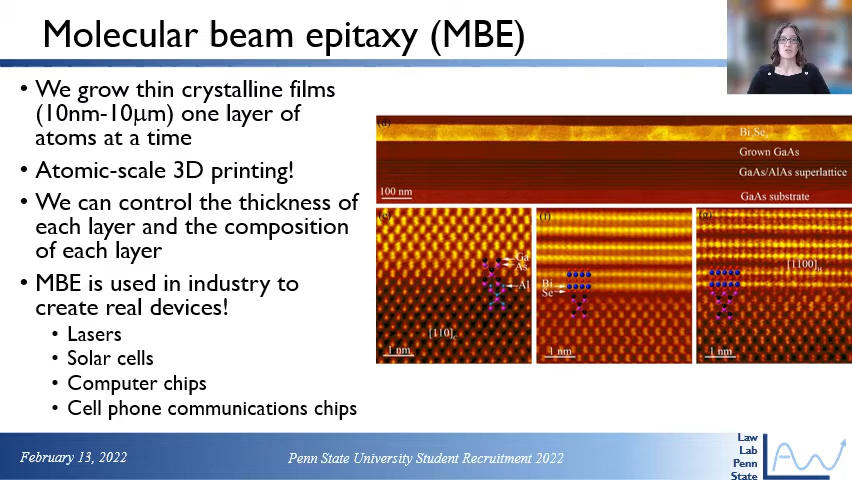 Molecular beam epitaxy (MBE)
• We grow thin crystalline films
(10nm-10µm) one layer of
atoms at a time
• Atomic-scale 3D printing!
• We can control the thickness of
each layer and the composition
of each layer
• MBE is used in industry to
create real devices!
• Lasers
• Solar cells
• Computer chips
• Cell phone communications chips
(d)
Grown GaAs
GaAs/AlAs superlattice
GaAs substrate
100 nm
Ga
As
Al
[110]
1 nm
(f)
Bi
Se
1 nm
(g)
1 nm
February 13, 2022
Penn State University Student Recruitment 2022
Law
Lab
Penn
State